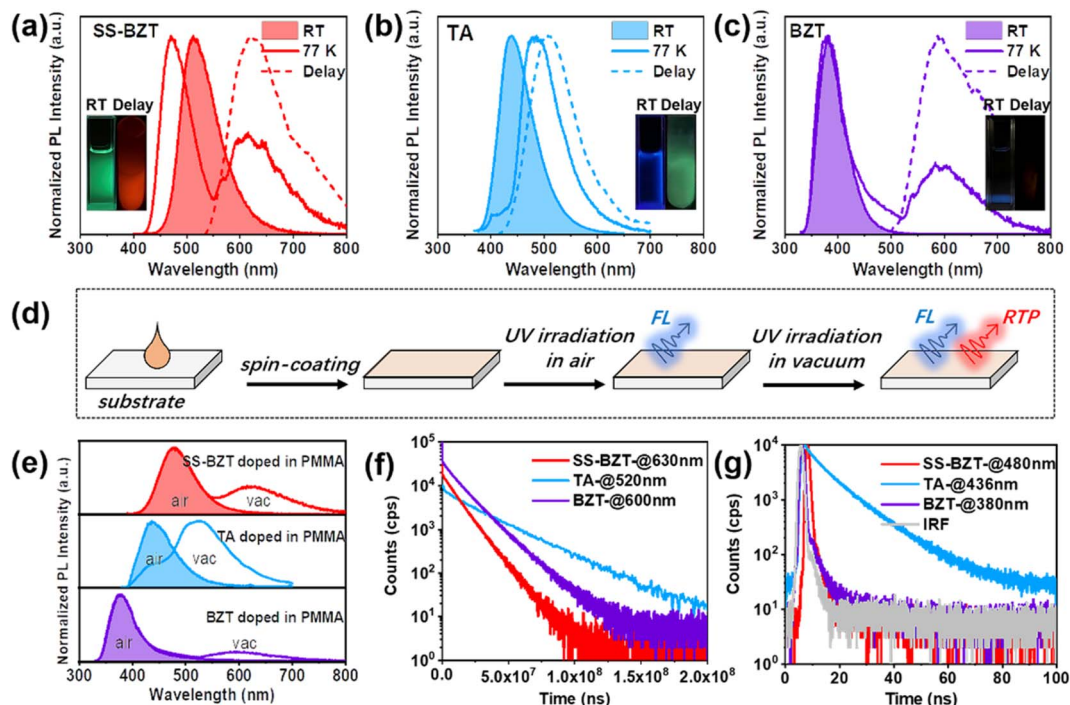 (a)
SS-BZT
RT
77 K
Delay
RT Delay
Normalized PL Intensity (a.u.)
300 400 500 600 700 800
Wavelength (nm)
(b)
TA
RT
77 K
Delay
RT Delay
Normalized PL Intensity (a.u.)
300 400 500 600 700 800
Wavelength (nm)
(c)
BZT
RT
77 K
Delay
RT Delay
Normalized PL Intensity (a.u.)
300 400 500 600 700 800
Wavelength (nm)
(d)
substrate
spin-coating
UV irradiation
in air
FL
UV irradiation
in vacuum
FL
RTP
(e)
SS-BZT doped in PMMA
air
vac
TA doped in PMMA
air
vac
BZT doped in PMMA
air
vac
Normalized PL Intensity (a.u.)
300 400 500 600 700 800
Wavelength (nm)
(f)
SS-BZT-@630nm
TA-@520nm
BZT-@600nm
Counts (cps)
10⁵
10⁴
10³
10²
10¹
10⁰
5.0x10⁷ 1.0x10⁸ 1.5x10⁸ 2.0x10⁸
Time (ns)
(g)
SS-BZT-@480nm
TA-@436nm
BZT-@380nm
IRF
Counts (cps)
10⁴
10³
10²
10¹
10⁰
0 20 40 60 80 100
Time (ns)